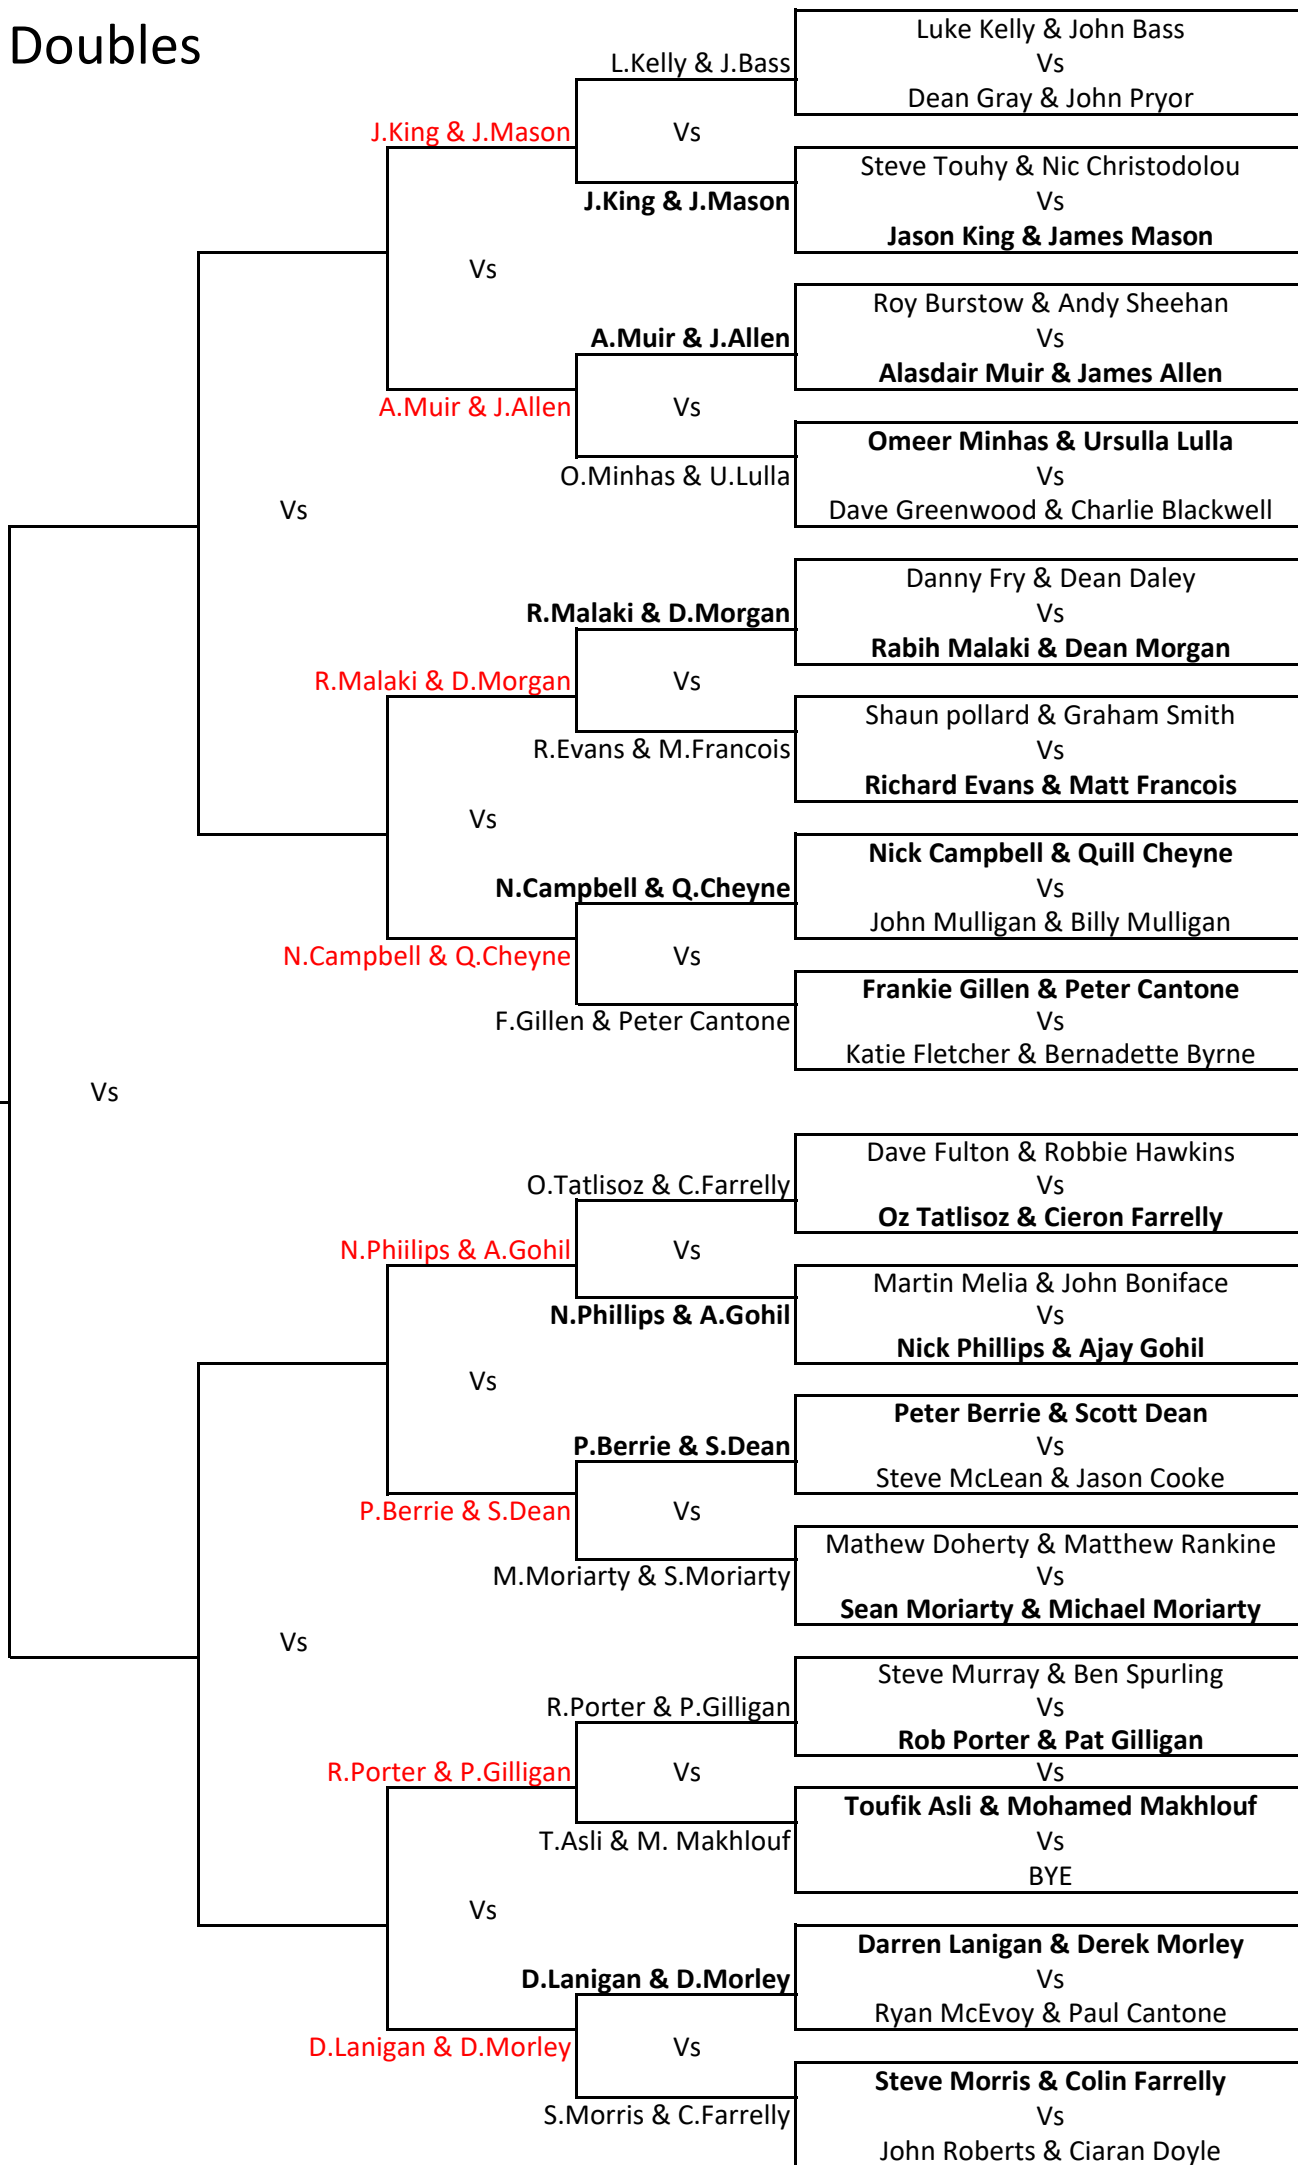 Doubles
Luke Kelly & John Bass
L.Kelly & J.Bass
Vs
Dean Gray & John Pryor
J.King & J.Mason
Vs
Steve Touhy & Nic Christodolou
J.King & J.Mason
Vs
Jason King & James Mason
Vs
Roy Burstow & Andy Sheehan
A.Muir & J.Allen
Vs
Alasdair Muir & James Allen
A.Muir & J.Allen
Vs
Omeer Minhas & Ursulla Lulla
O.Minhas & U.Lulla
Vs
Vs
Dave Greenwood & Charlie Blackwell
Danny Fry & Dean Daley
R.Malaki & D.Morgan
Vs
Rabih Malaki & Dean Morgan
R.Malaki & D.Morgan
Vs
Shaun pollard & Graham Smith
R.Evans & M.Francois
Vs
Richard Evans & Matt Francois
Vs
Nick Campbell & Quill Cheyne
N.Campbell & Q.Cheyne
Vs
John Mulligan & Billy Mulligan
N.Campbell & Q.Cheyne
Vs
Frankie Gillen & Peter Cantone
F.Gillen & Peter Cantone
Vs
Katie Fletcher & Bernadette Byrne
Vs
Dave Fulton & Robbie Hawkins
O.Tatlisoz & C.Farrelly
Vs
Oz Tatlisoz & Cieron Farrelly
N.Phiilips & A.Gohil
Vs
Martin Melia & John Boniface
N.Phillips & A.Gohil
Vs
Nick Phillips & Ajay Gohil
Vs
Peter Berrie & Scott Dean
P.Berrie & S.Dean
Vs
Steve McLean & Jason Cooke
P.Berrie & S.Dean
Vs
Mathew Doherty & Matthew Rankine
M.Moriarty & S.Moriarty
Vs
Sean Moriarty & Michael Moriarty
Vs
Steve Murray & Ben Spurling
R.Porter & P.Gilligan
Vs
Rob Porter & Pat Gilligan
R.Porter & P.Gilligan
Vs
Vs
Toufik Asli & Mohamed Makhlouf
T.Asli & M. Makhlouf
Vs
BYE
Vs
Darren Lanigan & Derek Morley
D.Lanigan & D.Morley
Vs
Ryan McEvoy & Paul Cantone
D.Lanigan & D.Morley
Vs
Steve Morris & Colin Farrelly
S.Morris & C.Farrelly
Vs
John Roberts & Ciaran Doyle